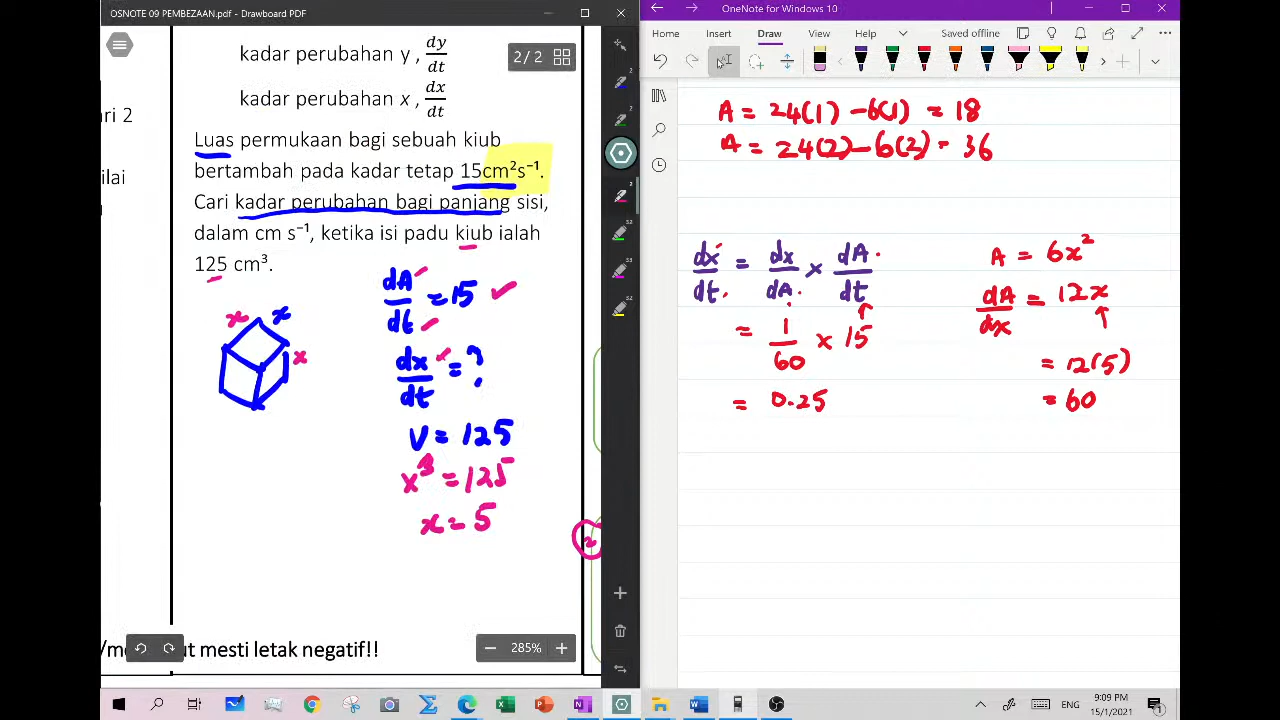 OSNOTE 09 PEMBEZAAN.pdf - Drawboard PDF
kadar perubahan y , dy/dt
2 / 2
kadar perubahan x , dx/dt
ari 2
ilai
Luas permukaan bagi sebuah kiub
bertambah pada kadar tetap 15cm²s⁻¹.
Cari kadar perubahan bagi panjang sisi,
dalam cm s⁻¹, ketika isi padu kiub ialah
125 cm³.
x x
x
dA/dt = 15
dx/dt = ?
V = 125
x³ = 125
x = 5
2
ut mesti letak negatif!!
285%
OneNote for Windows 10
Home Insert Draw View Help Saved offline
A = 24(1) - 6(1) = 18
A = 24(2) - 6(2) = 36
dx/dt = dx/dA × dA/dt
= 1/60 × 15
= 0.25
A = 6x²
dA/dx = 12x
= 12(5)
= 60
9:09 PM
15/1/2021